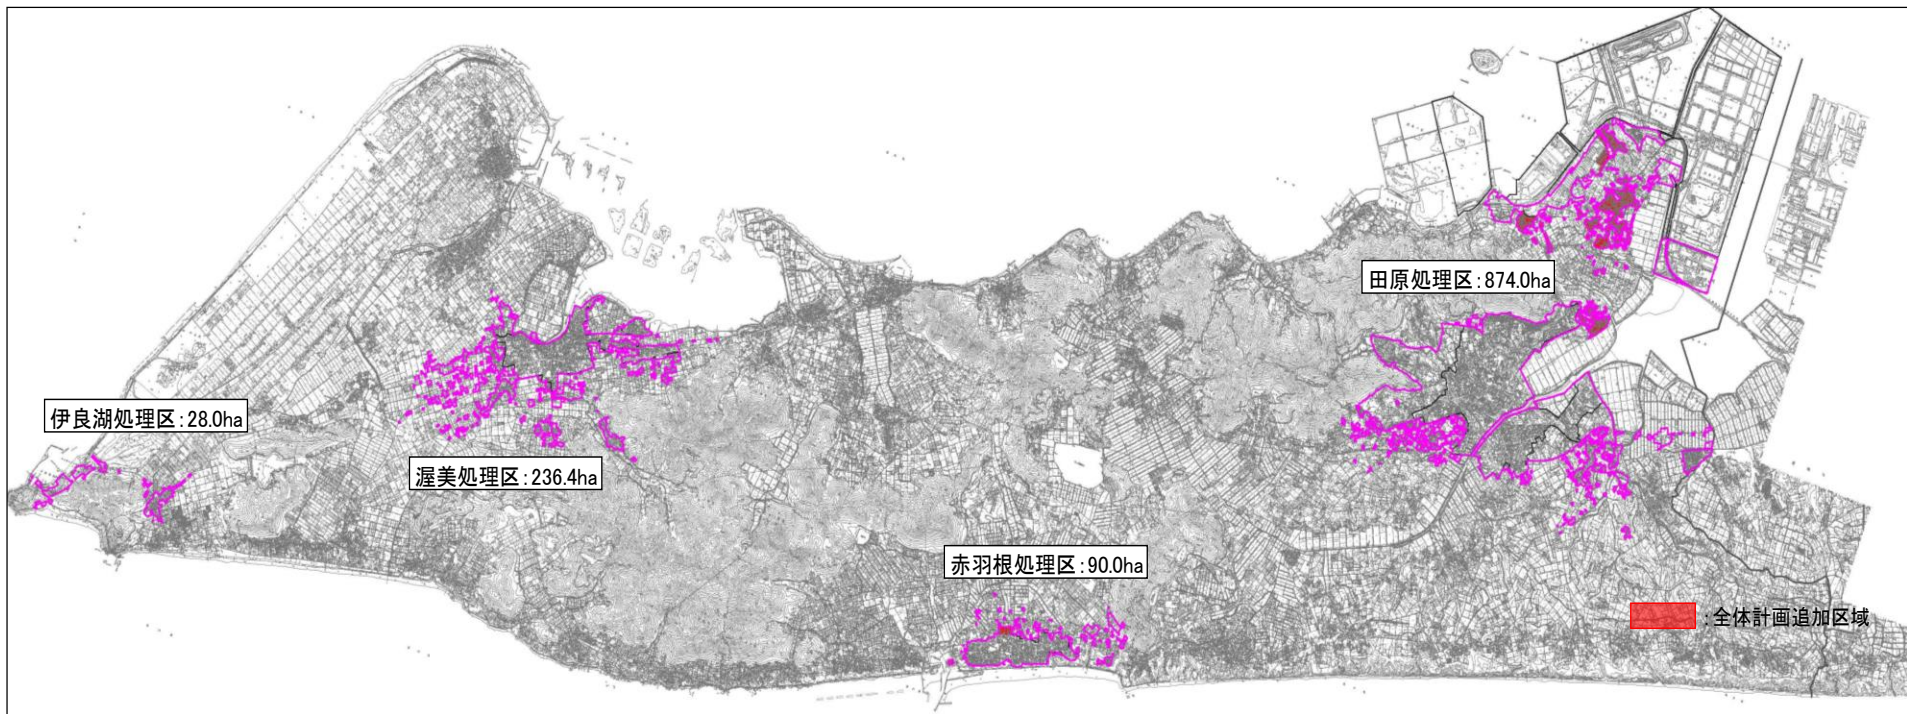 田原処理区:874.0ha
伊良湖処理区:28.0ha
渥美処理区:236.4ha
赤羽根処理区:90.0ha
:全体計画追加区域